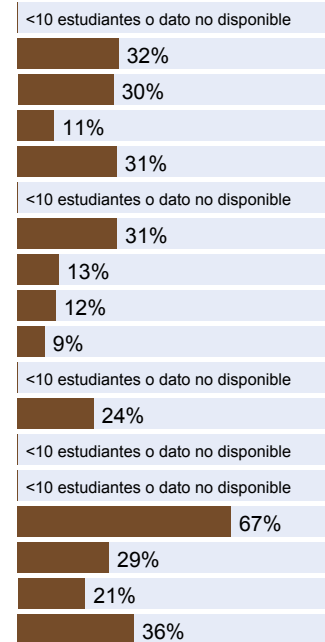 <10 estudiantes o dato no disponible
32%
30%
11%
31%
<10 estudiantes o dato no disponible
31%
13%
12%
9%
<10 estudiantes o dato no disponible
24%
<10 estudiantes o dato no disponible
<10 estudiantes o dato no disponible
67%
29%
21%
36%